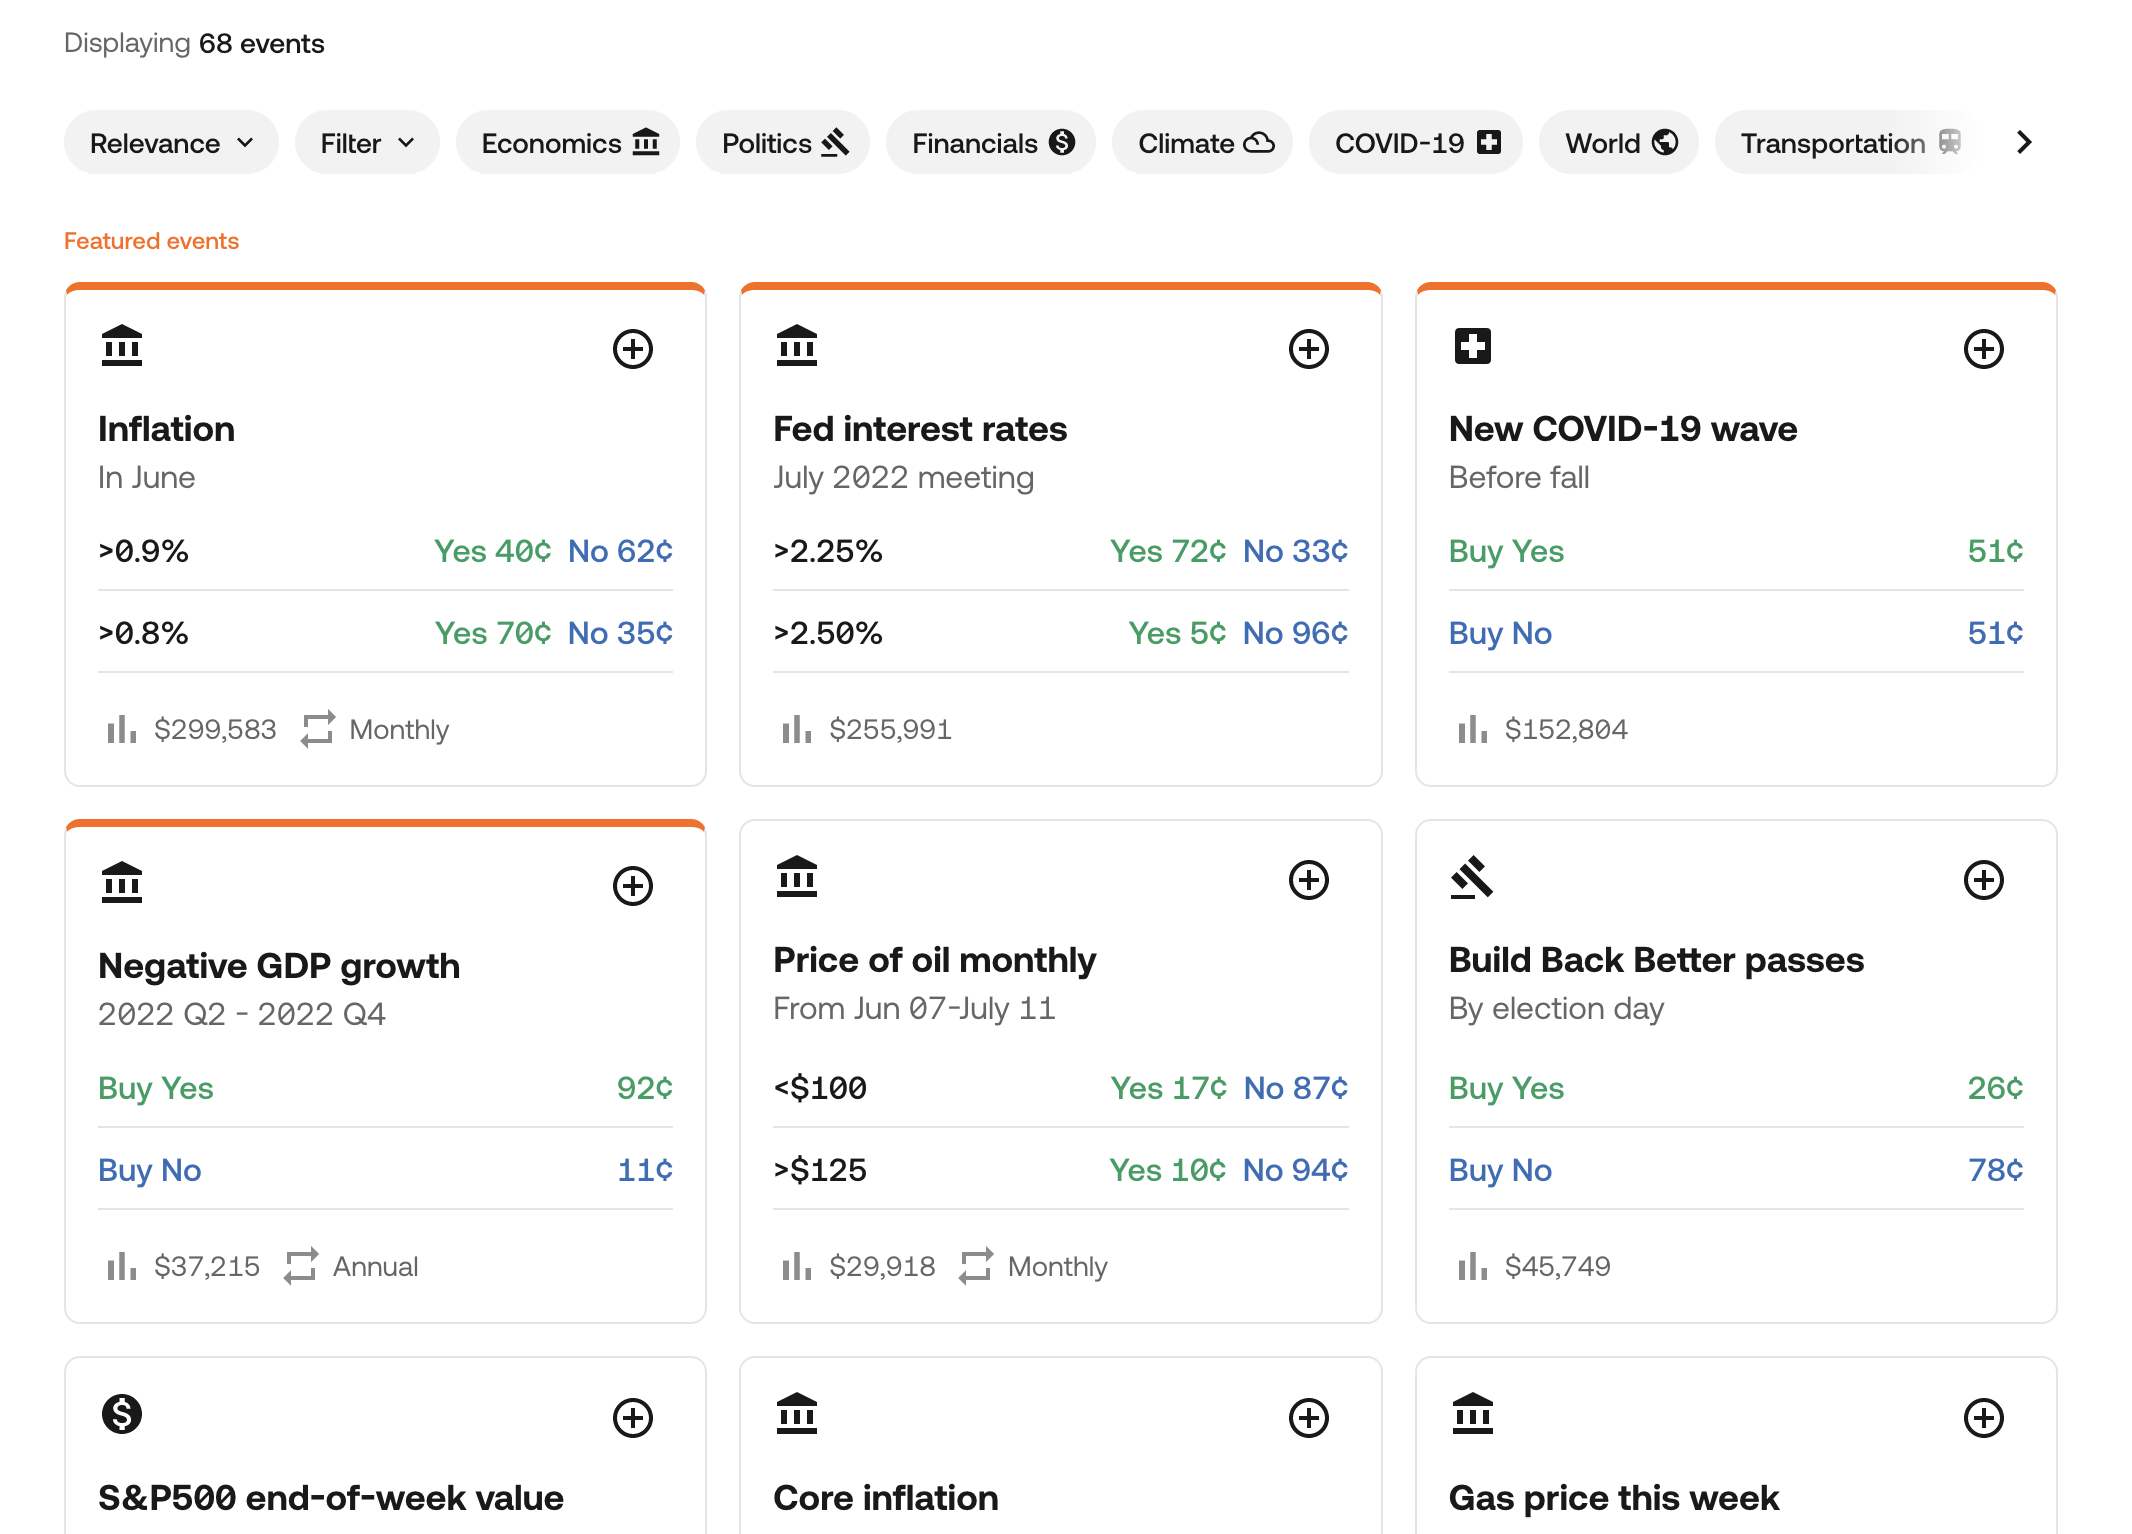 Displaying 68 events
Relevance Filter Economics Politics Financials Climate COVID-19 World Transportation
Featured events
Inflation
In June
>0.9% Yes 40¢ No 62¢
>0.8% Yes 70¢ No 35¢
$299,583 Monthly
Fed interest rates
July 2022 meeting
>2.25% Yes 72¢ No 33¢
>2.50% Yes 5¢ No 96¢
$255,991
New COVID-19 wave
Before fall
Buy Yes 51¢
Buy No 51¢
$152,804
Negative GDP growth
2022 Q2 - 2022 Q4
Buy Yes 92¢
Buy No 11¢
$37,215 Annual
Price of oil monthly
From Jun 07-July 11
<$100 Yes 17¢ No 87¢
>$125 Yes 10¢ No 94¢
$29,918 Monthly
Build Back Better passes
By election day
Buy Yes 26¢
Buy No 78¢
$45,749
S&P500 end-of-week value
Core inflation
Gas price this week